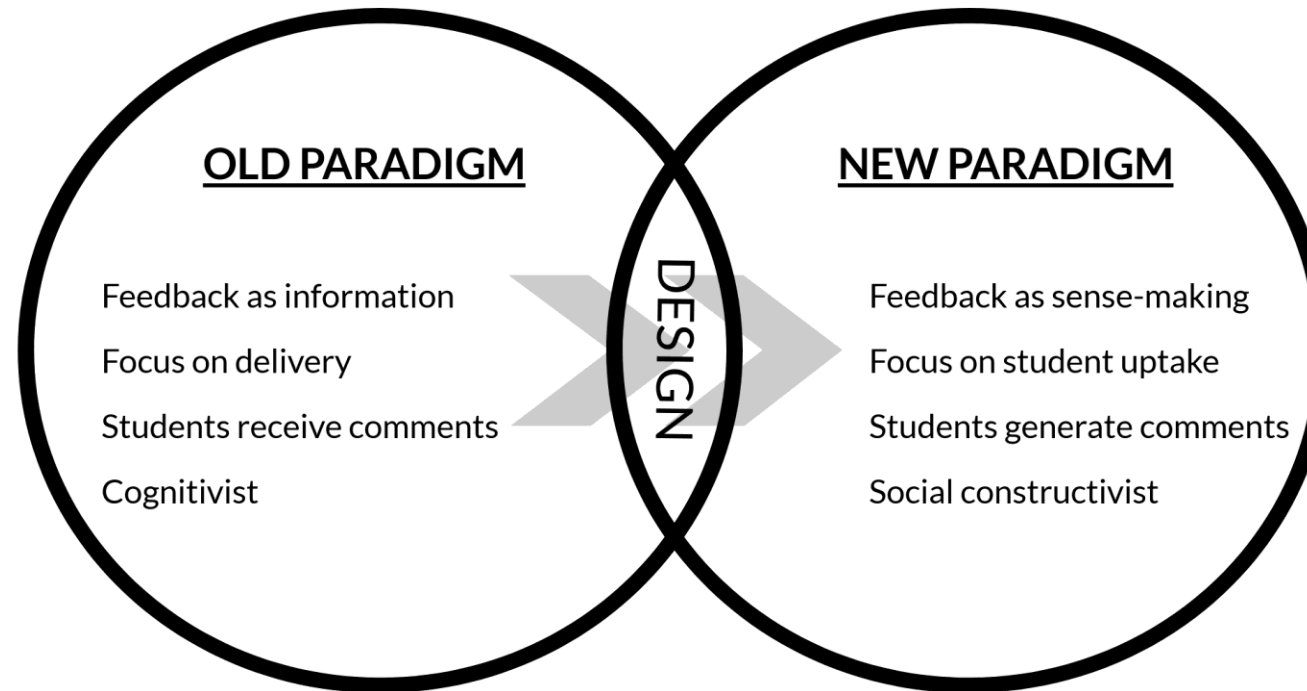 OLD PARADIGM
Feedback as information
Focus on delivery
Students receive comments
Cognitivist
DESIGN
NEW PARADIGM
Feedback as sense-making
Focus on student uptake
Students generate comments
Social constructivist